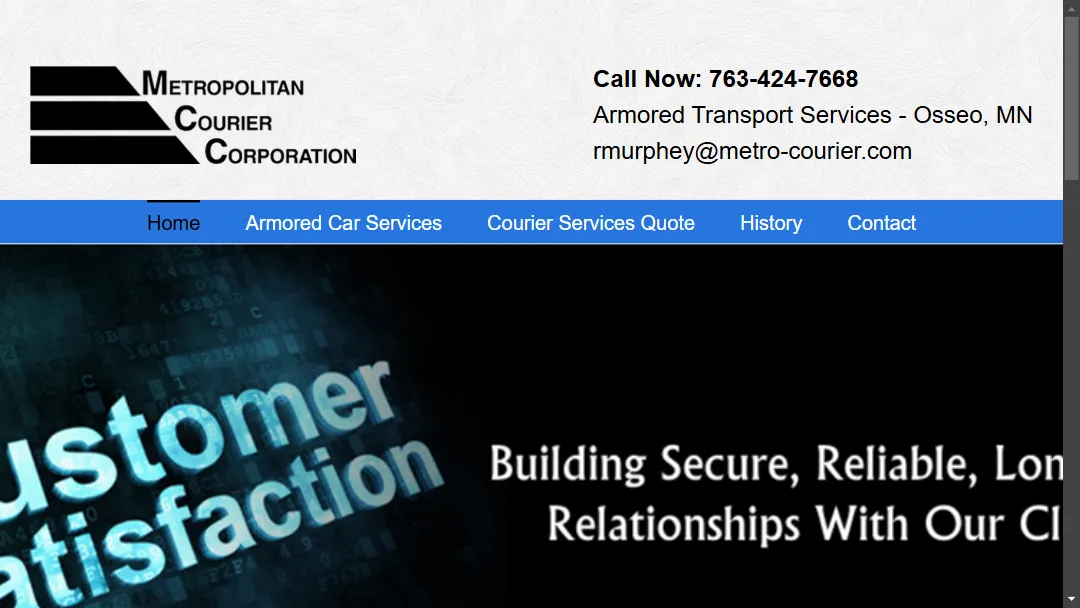 METROPOLITAN
COURIER
CORPORATION
Call Now: 763-424-7668
Armored Transport Services - Osseo, MN
rmurphey@metro-courier.com
Home Armored Car Services Courier Services Quote History Contact
ustomer
atisfaction
Building Secure, Reliable, Lon
Relationships With Our Cl